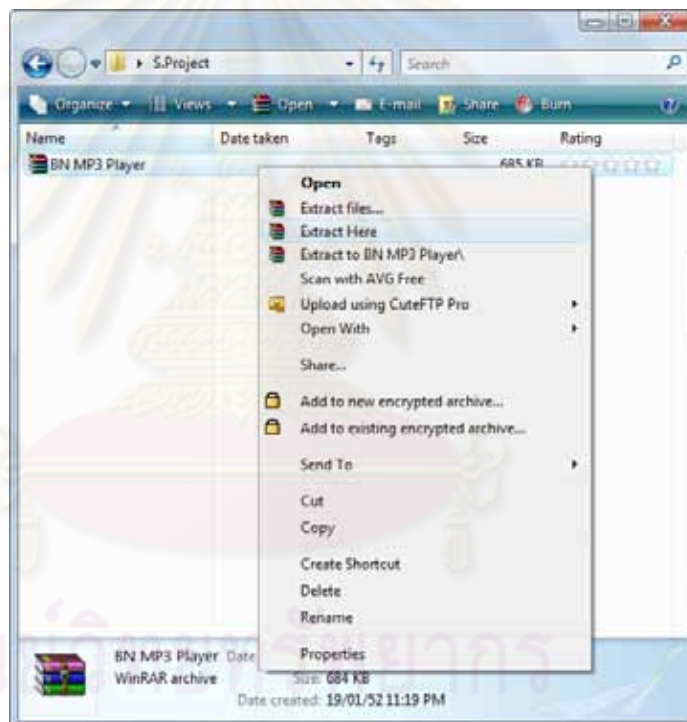 S.Project
Search
Organize Views Open E-mail Share Burn
Name Date taken Tags Size Rating
BN MP3 Player 685 KB
Open
Extract files...
Extract Here
Extract to BN MP3 Player\
Scan with AVG Free
Upload using CuteFTP Pro
Open With
Share...
Add to new encrypted archive...
Add to existing encrypted archive...
Send To
Cut
Copy
Create Shortcut
Delete
Rename
Properties
BN MP3 Player Date
WinRAR archive Size: 684 KB
Date created: 19/01/52 11:19 PM